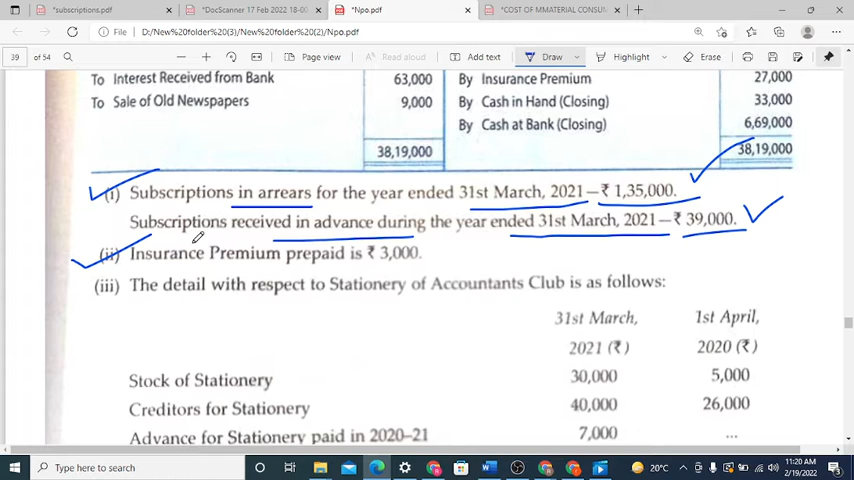 *subscriptions.pdf
*DocScanner 17 Feb 2022 18-00
*Npo.pdf
*COST OF MMATERIAL CONSUM
File
D:/New%20folder%20(3)/New%20folder%20(2)/Npo.pdf
39 of 54
Page view
Add text
Draw
Highlight
Erase
To Interest Received from Bank 63,000 By Insurance Premium 27,000
To Sale of Old Newspapers 9,000 By Cash in Hand (Closing) 33,000
By Cash at Bank (Closing) 6,69,000
38,19,000 38,19,000
(i) Subscriptions in arrears for the year ended 31st March, 2021—₹ 1,35,000.
Subscriptions received in advance during the year ended 31st March, 2021—₹ 39,000.
(ii) Insurance Premium prepaid is ₹ 3,000.
(iii) The detail with respect to Stationery of Accountants Club is as follows:
31st March, 1st April,
2021 (₹) 2020 (₹)
Stock of Stationery 30,000 5,000
Creditors for Stationery 40,000 26,000
Advance for Stationery paid in 2020–21 7,000 ...
Type here to search
20°C
11:20 AM
2/19/2022